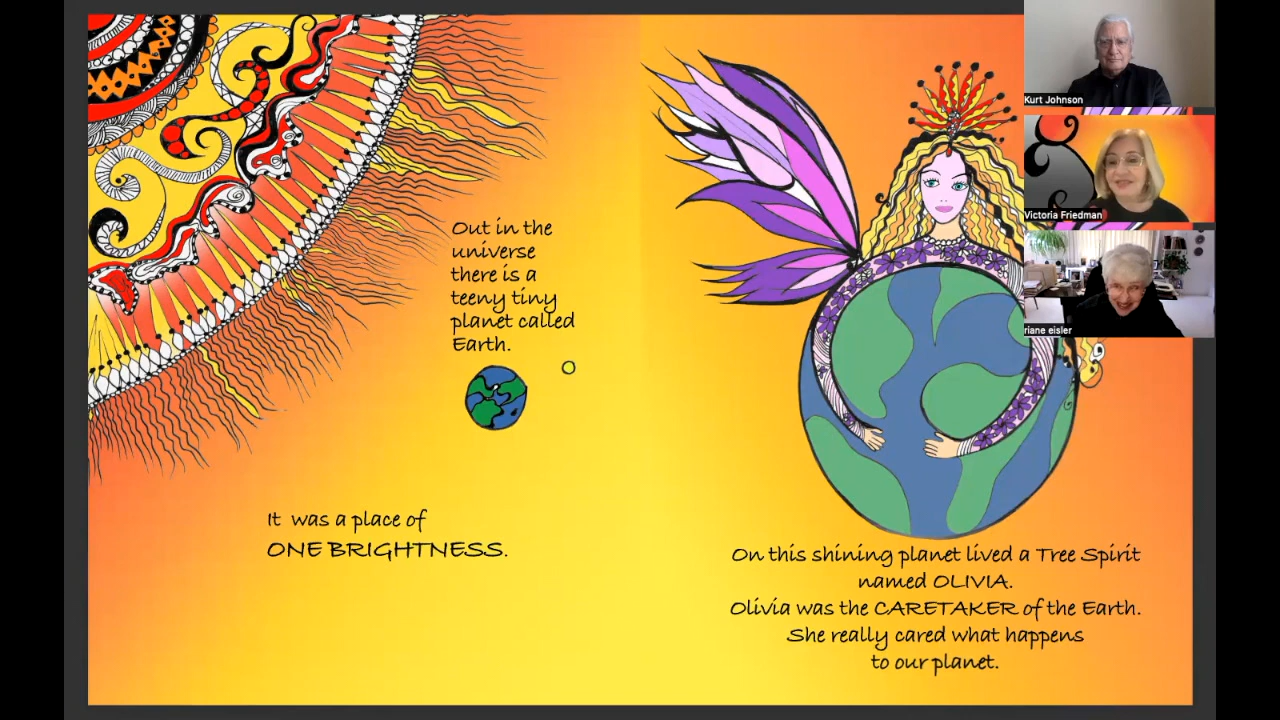 Out in the
universe
there is a
teeny tiny
planet called
Earth.
It was a place of
ONE BRIGHTNESS.
On this shining planet lived a Tree Spirit
named OLIVIA.
Olivia was the CARETAKER of the Earth.
She really cared what happens
to our planet.
Kurt Johnson
Victoria Friedman
riane eisler